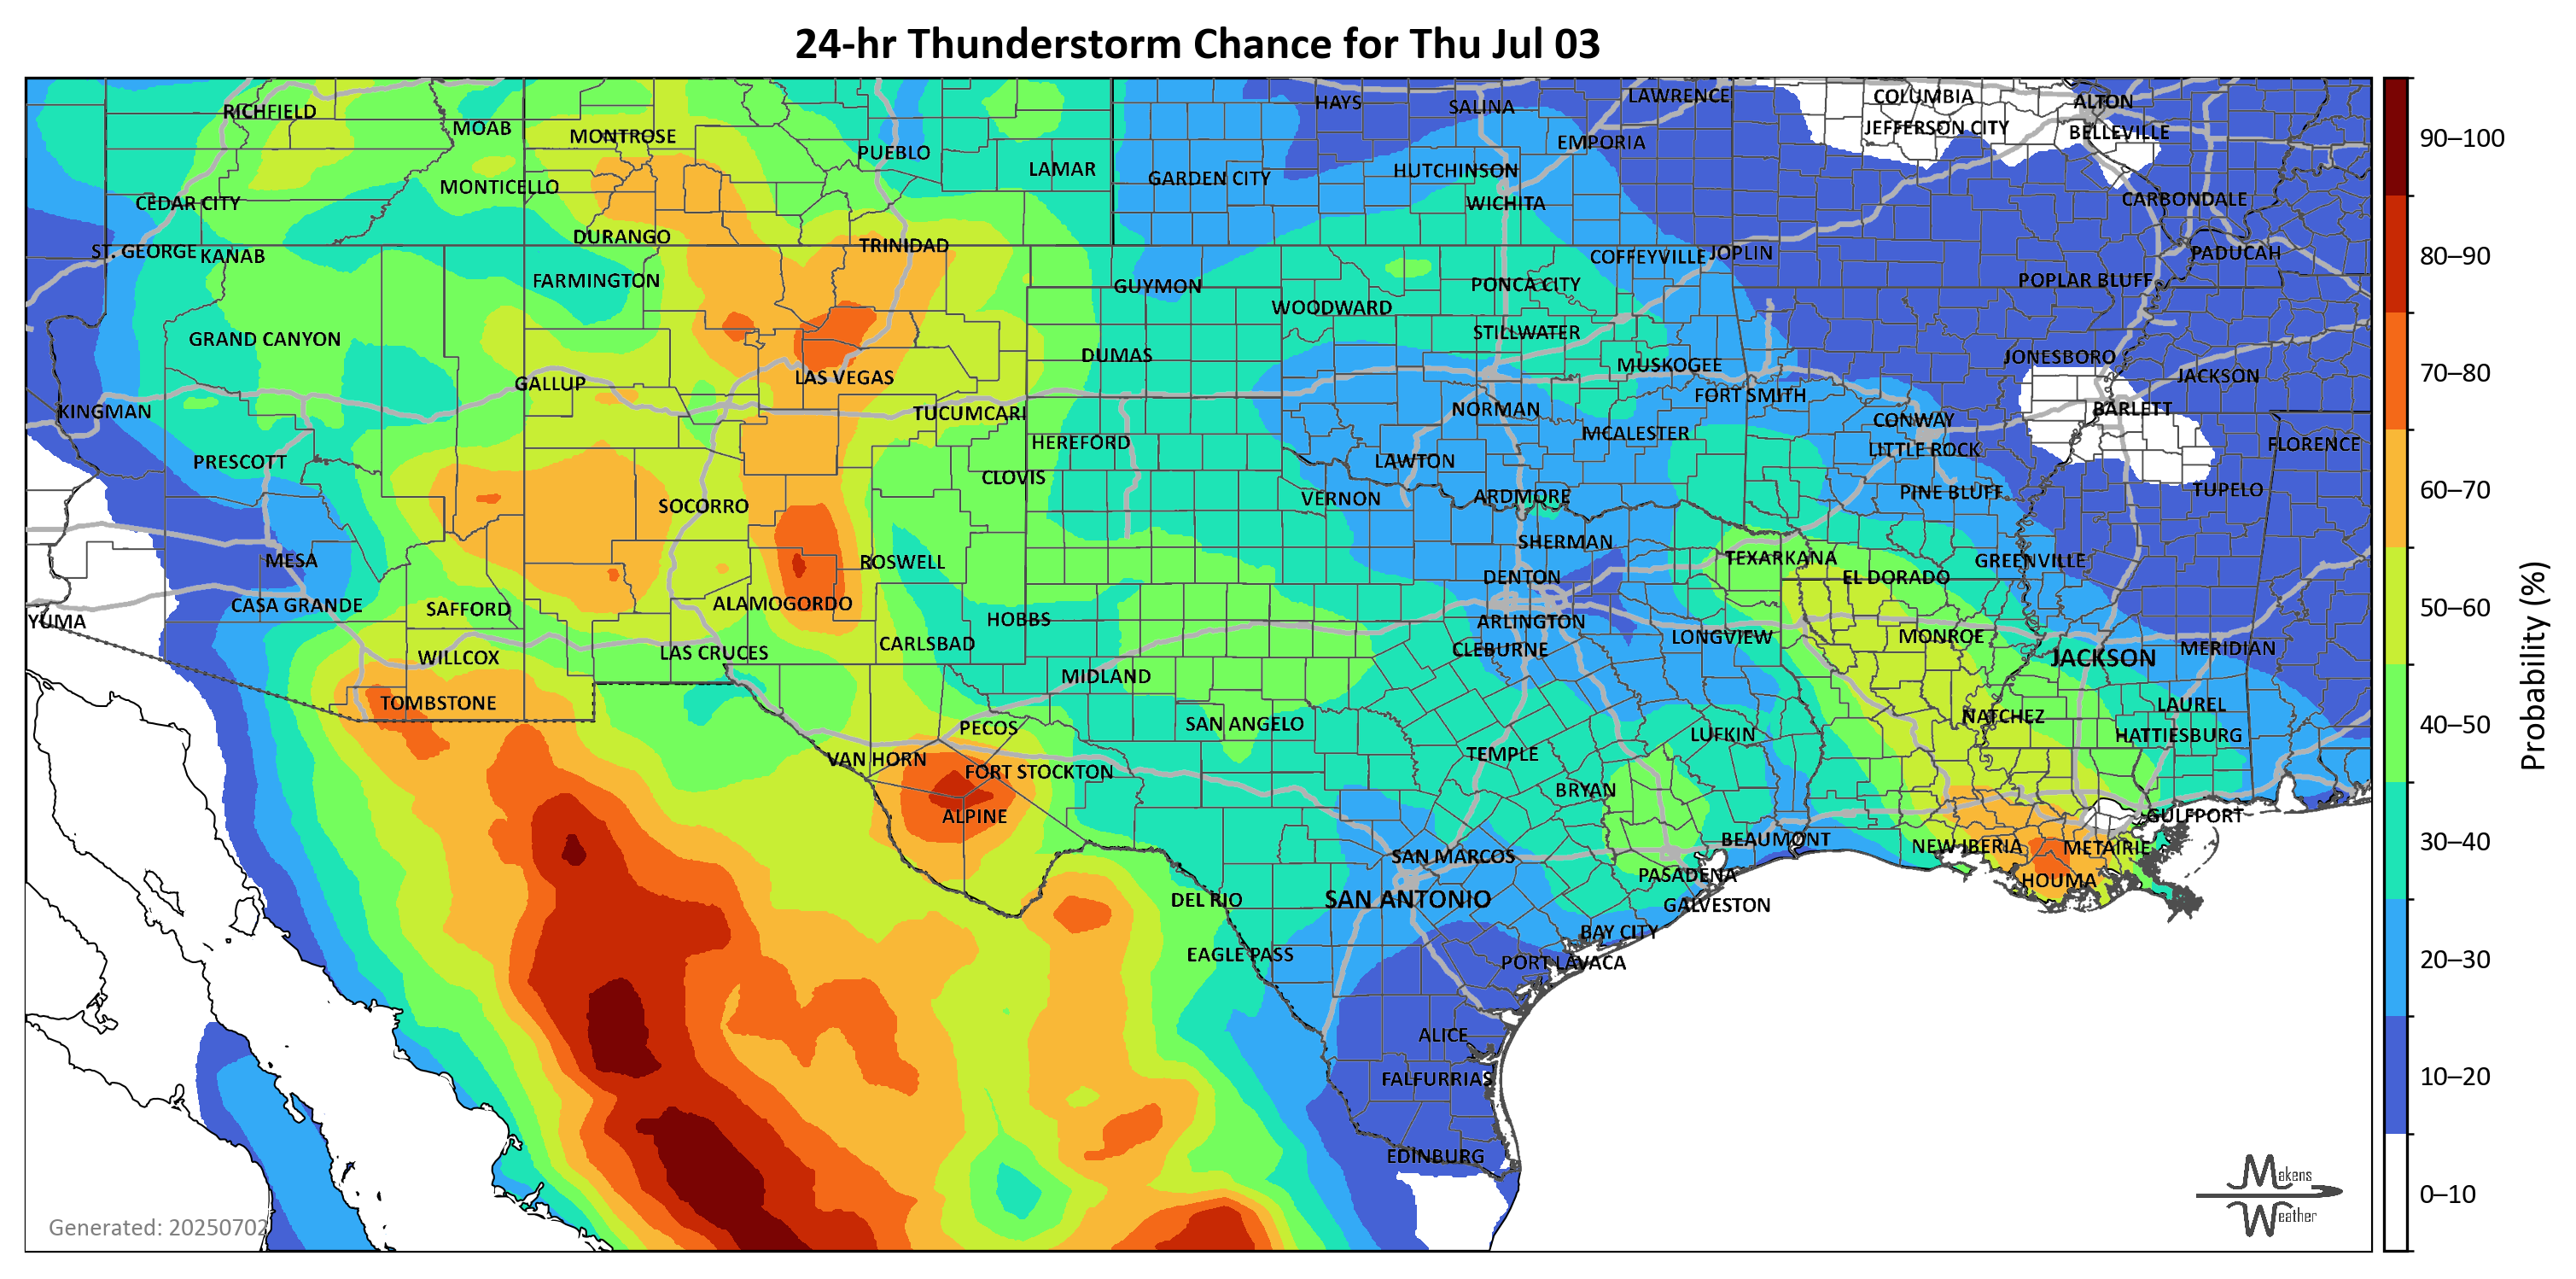 24-hr Thunderstorm Chance for Thu Jul 03
HAYS
SALINA
LAWRENCE
COLUMBIA
ALTON
RICHFIELD
MOAB
MONTROSE
PUEBLO
EMPORIA
JEFFERSON CITY
BELLEVILLE
90–100
LAMAR
GARDEN CITY
HUTCHINSON
MONTICELLO
CEDAR CITY
WICHITA
CARBONDALE
DURANGO
TRINIDAD
ST. GEORGE
KANAB
COFFEYVILLE
JOPLIN
PADUCAH
80–90
FARMINGTON
GUYMON
PONCA CITY
POPLAR BLUFF
WOODWARD
GRAND CANYON
STILLWATER
DUMAS
MUSKOGEE
JONESBORO
JACKSON
70–80
GALLUP
LAS VEGAS
FORT SMITH
KINGMAN
TUCUMCARI
NORMAN
CONWAY
BARLETT
HEREFORD
MCALESTER
LITTLE ROCK
FLORENCE
PRESCOTT
CLOVIS
LAWTON
60–70
SOCORRO
VERNON
ARDMORE
PINE BLUFF
TUPELO
MESA
ROSWELL
SHERMAN
TEXARKANA
GREENVILLE
DENTON
EL DORADO
CASA GRANDE
SAFFORD
ALAMOGORDO
50–60
YUMA
HOBBS
ARLINGTON
LAS CRUCES
CARLSBAD
CLEBURNE
LONGVIEW
MONROE
JACKSON
MERIDIAN
WILLCOX
MIDLAND
TOMBSTONE
PECOS
SAN ANGELO
NATCHEZ
LAUREL
40–50
VAN HORN
FORT STOCKTON
TEMPLE
LUFKIN
HATTIESBURG
BRYAN
ALPINE
GULFPORT
BEAUMONT
NEW IBERIA
METAIRIE
30–40
SAN MARCOS
PASADENA
HOUMA
DEL RIO
SAN ANTONIO
GALVESTON
BAY CITY
EAGLE PASS
PORT LAVACA
20–30
ALICE
FALFURRIAS
10–20
EDINBURG
0–10
Probability (%)
Makens
Weather
Generated: 20250702